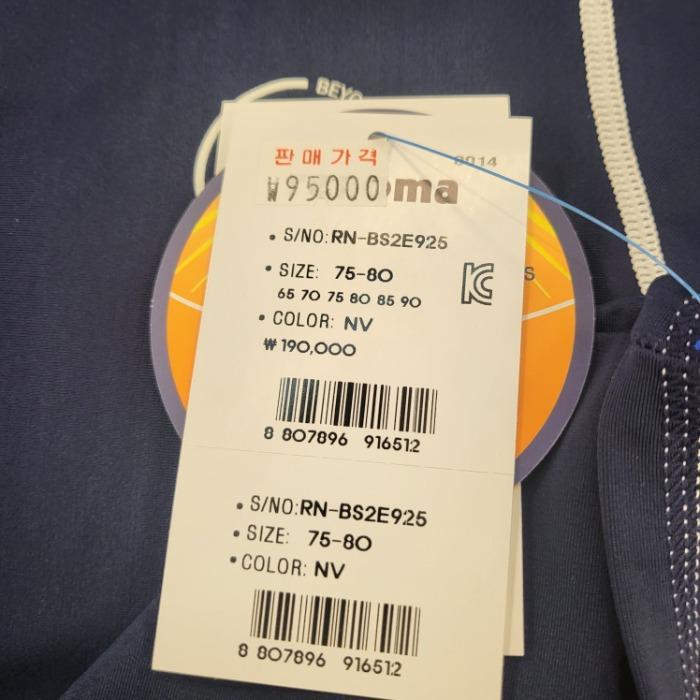 BEYO
판매가격
₩95000
ma
0914
• S/NO: RN-BS2E925
• SIZE: 75-80
65 70 75 80 85 90
S
• COLOR: NV
₩190,000
8 807896 916512
• S/NO: RN-BS2E925
• SIZE: 75-80
• COLOR: NV
8 807896 916512